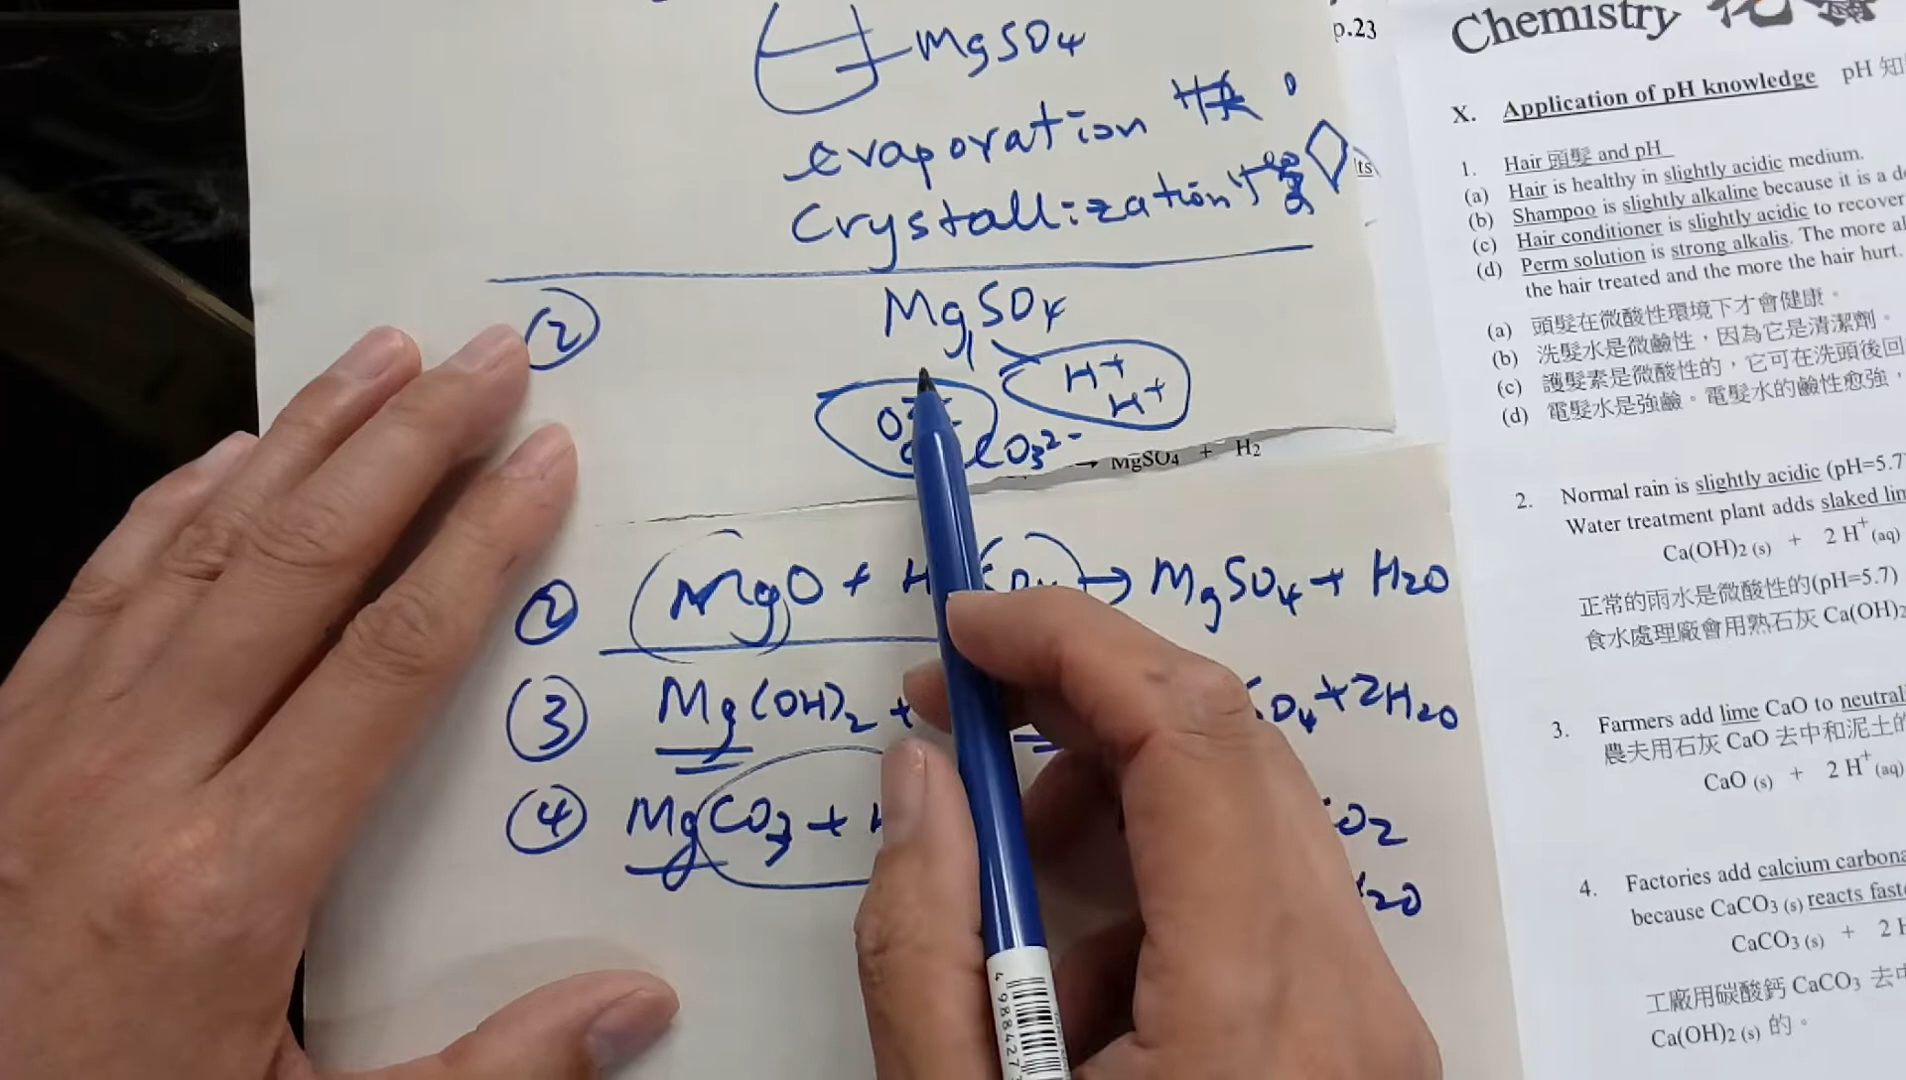 MgSO4
evaporation
Crystallization
②
MgSO4
H+
H+
CO3²⁻
→ MgSO4 + H2
② MgO + H → MgSO4 + H2O
③ Mg(OH)2 + SO4 + 2H2O
④ MgCO3 + O2
20
p.23
lts
Chemistry
X. Application of pH knowledge pH 知
1. Hair 頭髮 and pH
(a) Hair is healthy in slightly acidic medium.
(b) Shampoo is slightly alkaline because it is a
(c) Hair conditioner is slightly acidic to recover
(d) Perm solution is strong alkalis. The more
the hair treated and the more the hair hurt.
(a) 頭髮在微酸性環境下才會健康。
(b) 洗髮水是微鹼性，因為它是清潔劑。
(c) 護髮素是微酸性的，它可在洗頭後回
(d) 電髮水是強鹼。電髮水的鹼性愈強，
2. Normal rain is slightly acidic (pH=5.7
Water treatment plant adds slaked
Ca(OH)2 (s) + 2 H+ (aq)
正常的雨水是微酸性的(pH=5.7)
食水處理廠會用熟石灰 Ca(OH)2
3. Farmers add lime CaO to
農夫用石灰 CaO 去中和泥土的
CaO (s) + 2 H+ (aq)
4. Factories add calcium
because CaCO3 (s) reacts
CaCO3 (s) + 2
工廠用碳酸鈣 CaCO3 去
Ca(OH)2 (s) 的。
4 988427